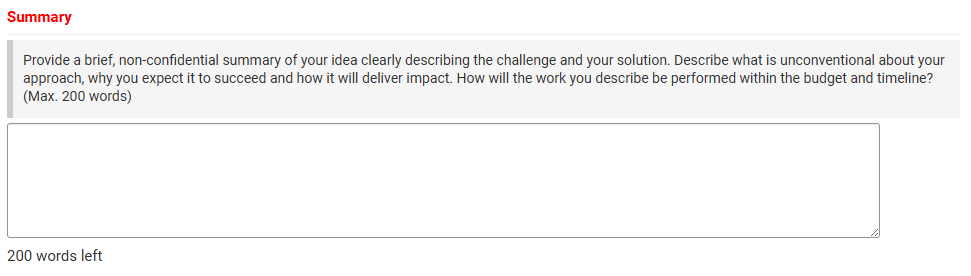 Summary
Provide a brief, non-confidential summary of your idea clearly describing the challenge and your solution. Describe what is unconventional about your
approach, why you expect it to succeed and how it will deliver impact. How will the work you describe be performed within the budget and timeline?
(Max. 200 words)
200 words left